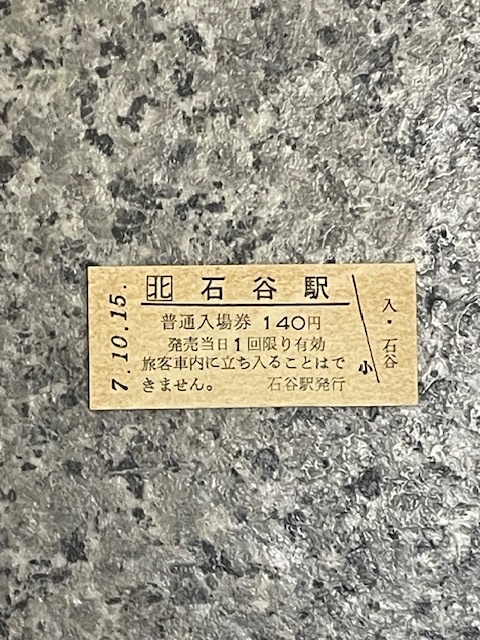 7.10.15.
北 石谷駅
普通入場券 140円
発売当日1回限り有効
旅客車内に立ち入ることはで
きません。 石谷駅発行
小
入・石谷